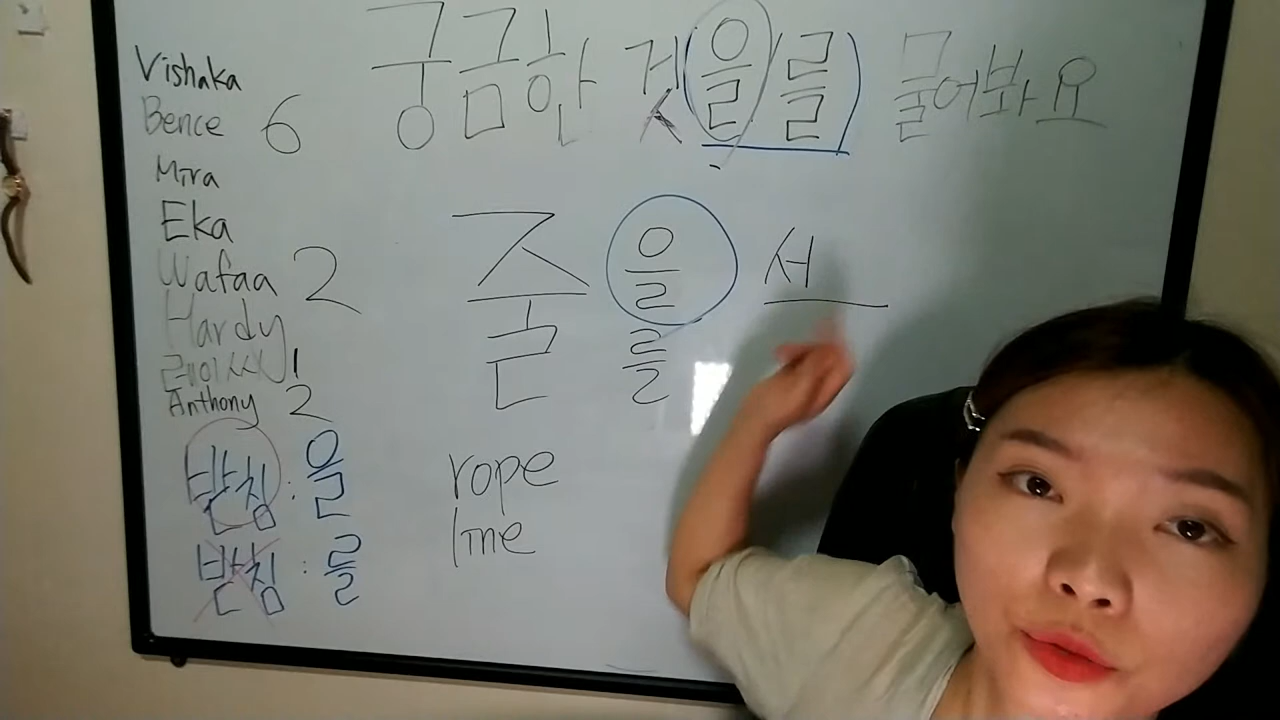 궁금한 것을/를 물어봐요
Vishaka
Bence 6
Mira
Eka
Wafaa 2
Hardy
레이씨 1
Anthony 2
받침 : 을
받침 : 를
줄 을 서
를
rope
line